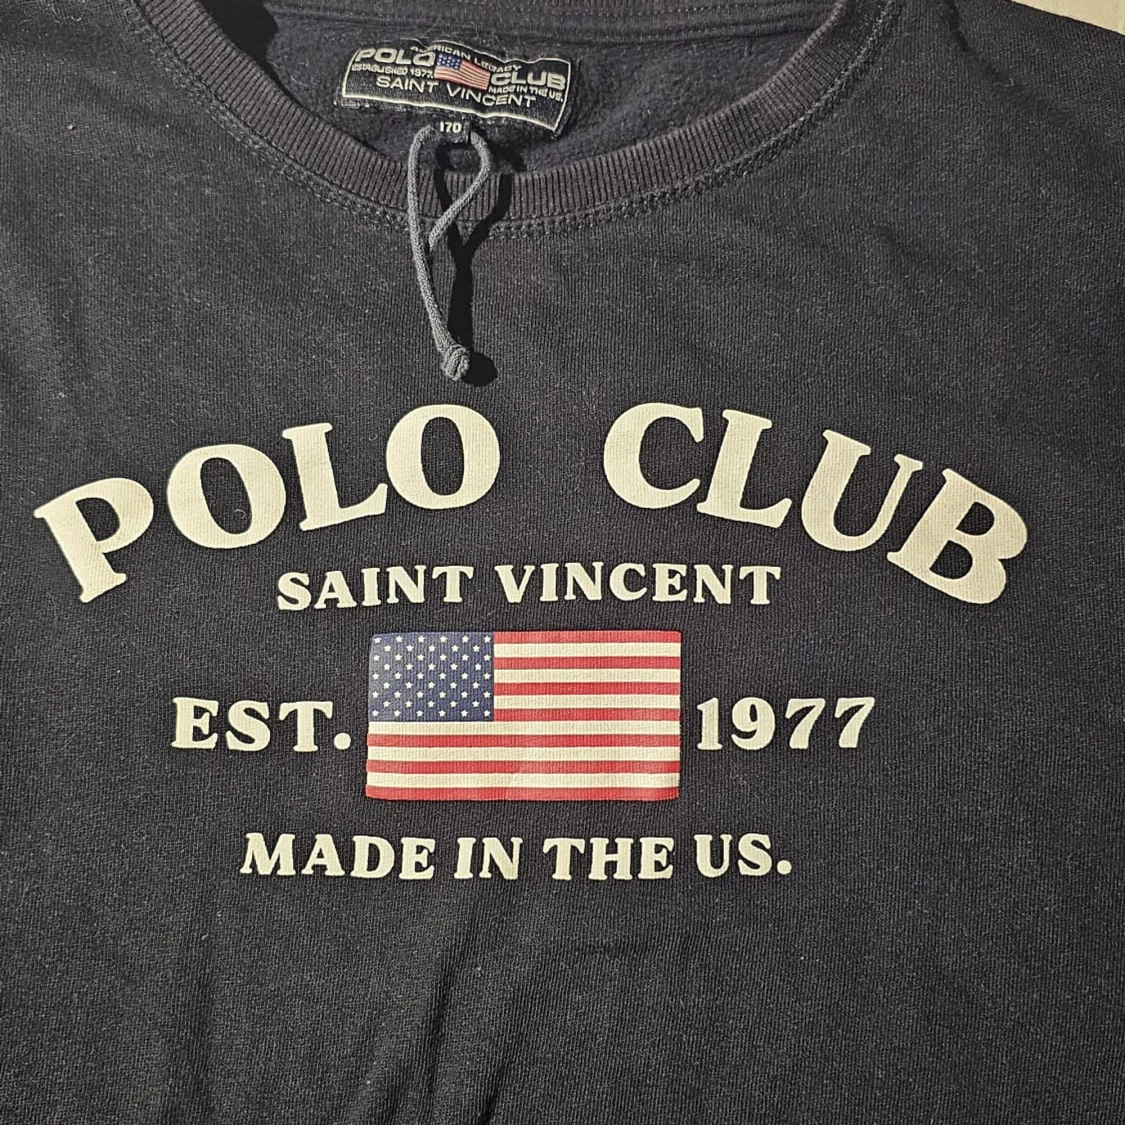 AMERICAN LEGACY
POLO CLUB
ESTABLISHED 1977. MADE IN THE US.
SAINT VINCENT
170
POLO CLUB
SAINT VINCENT
EST. 1977
MADE IN THE US.